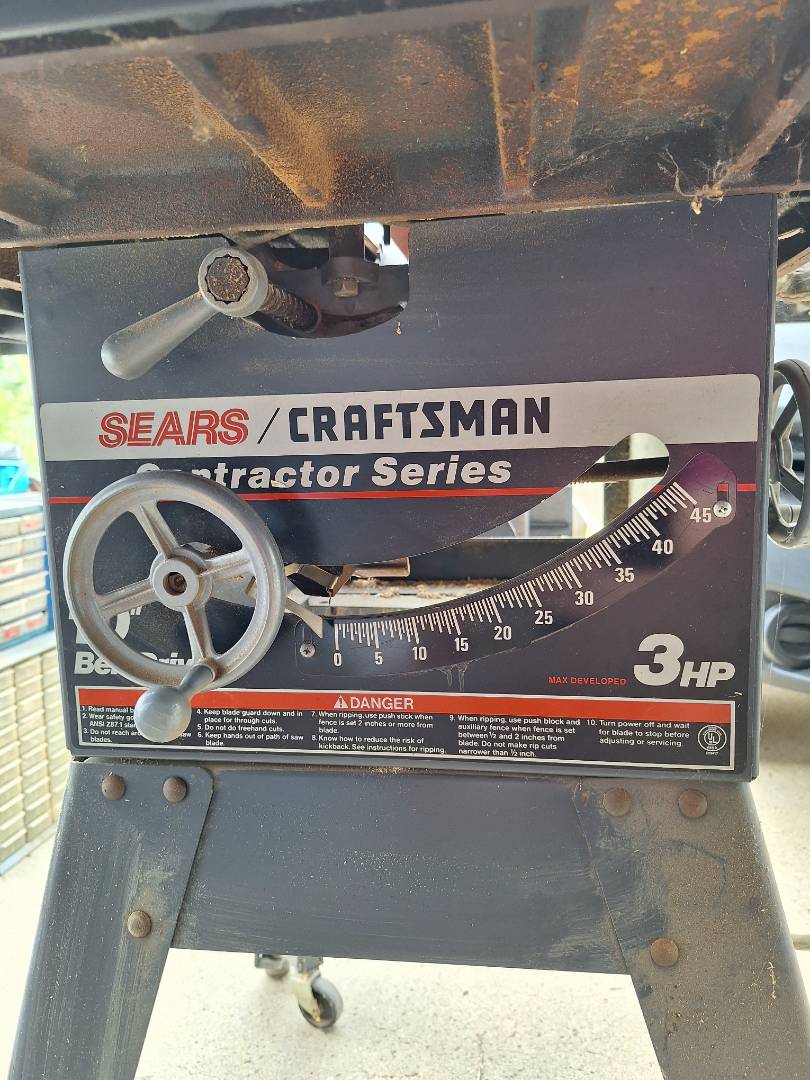 SEARS / CRAFTSMAN
Contractor Series
45
40
35
30
25
20
15
10
5
0
10"
Belt Drive
MAX DEVELOPED 3 HP
DANGER
1. Read manual
2. Wear safety
ANSI Z87.1
3. Do not reach
blades.
4. Keep blade guard down and in
place for through cuts.
5. Do not do freehand cuts.
6. Keep hands out of path of saw
blade.
7. When ripping, use push stick when
fence is set 2 inches or more from
blade.
8. Know how to reduce the risk of
kickback. See instructions for ripping.
9. When ripping, use push block and
auxiliary fence when fence is set
between ½ and 2 inches from
blade. Do not make rip cuts
narrower than ½ inch.
10. Turn power off and wait
for blade to stop before
adjusting or servicing.
UL